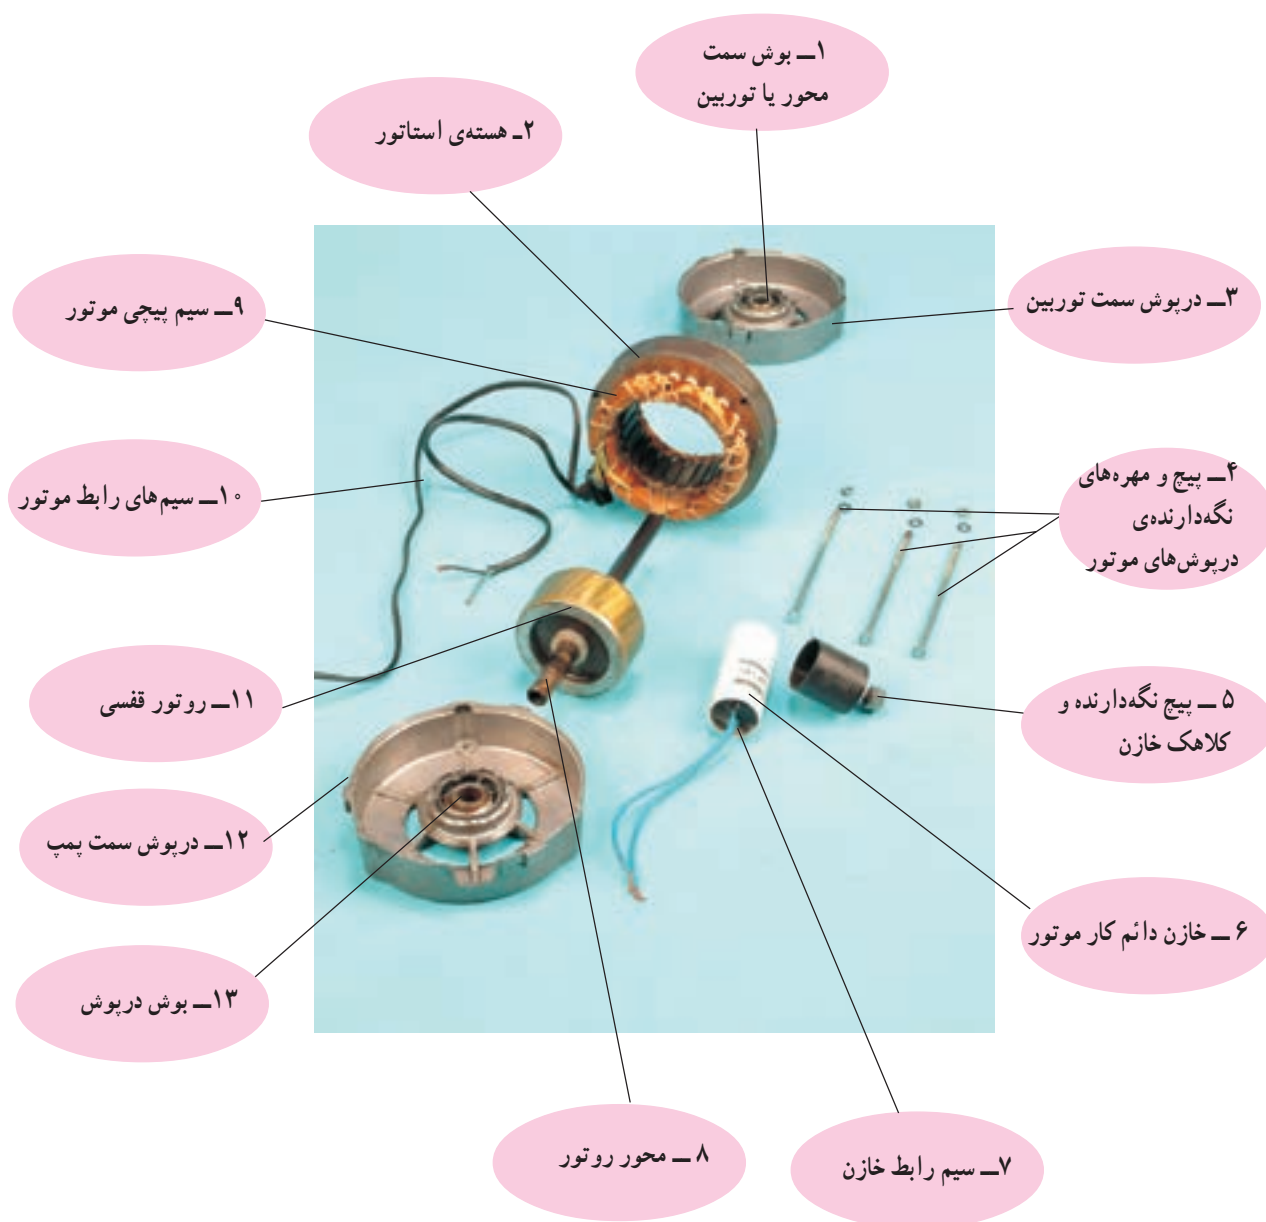 ۱ــ بوش سمت
محور یا توربین
۲ـ هسته‌ی استاتور
۳ــ درپوش سمت توربین
۴ــ پیچ و مهره‌های
نگه‌دارنده‌ی
درپوش‌های موتور
۵ ــ پیچ نگه‌دارنده و
کلاهک خازن
۶ ــ خازن دائم کار موتور
۷ــ سیم رابط خازن
۸ ــ محور روتور
۹ــ سیم پیچی موتور
۱۰ــ سیم‌های رابط موتور
۱۱ــ روتور قفسی
۱۲ــ درپوش سمت پمپ
۱۳ــ بوش درپوش